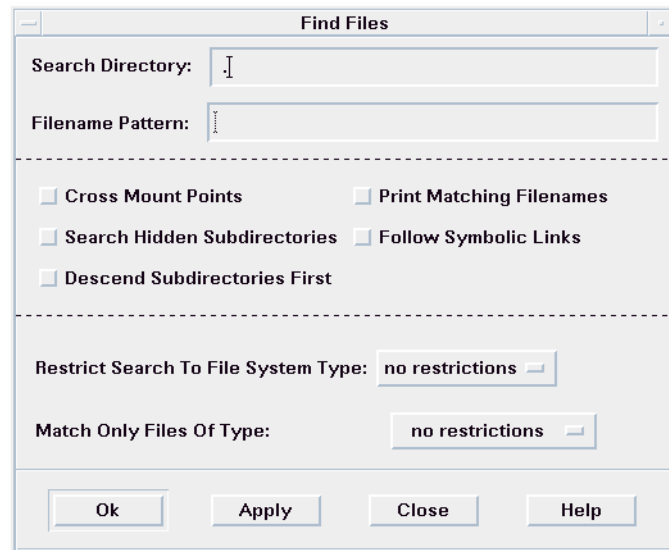 Find Files
Search Directory: .
Filename Pattern:
Cross Mount Points Print Matching Filenames
Search Hidden Subdirectories Follow Symbolic Links
Descend Subdirectories First
Restrict Search To File System Type: no restrictions
Match Only Files Of Type: no restrictions
Ok Apply Close Help